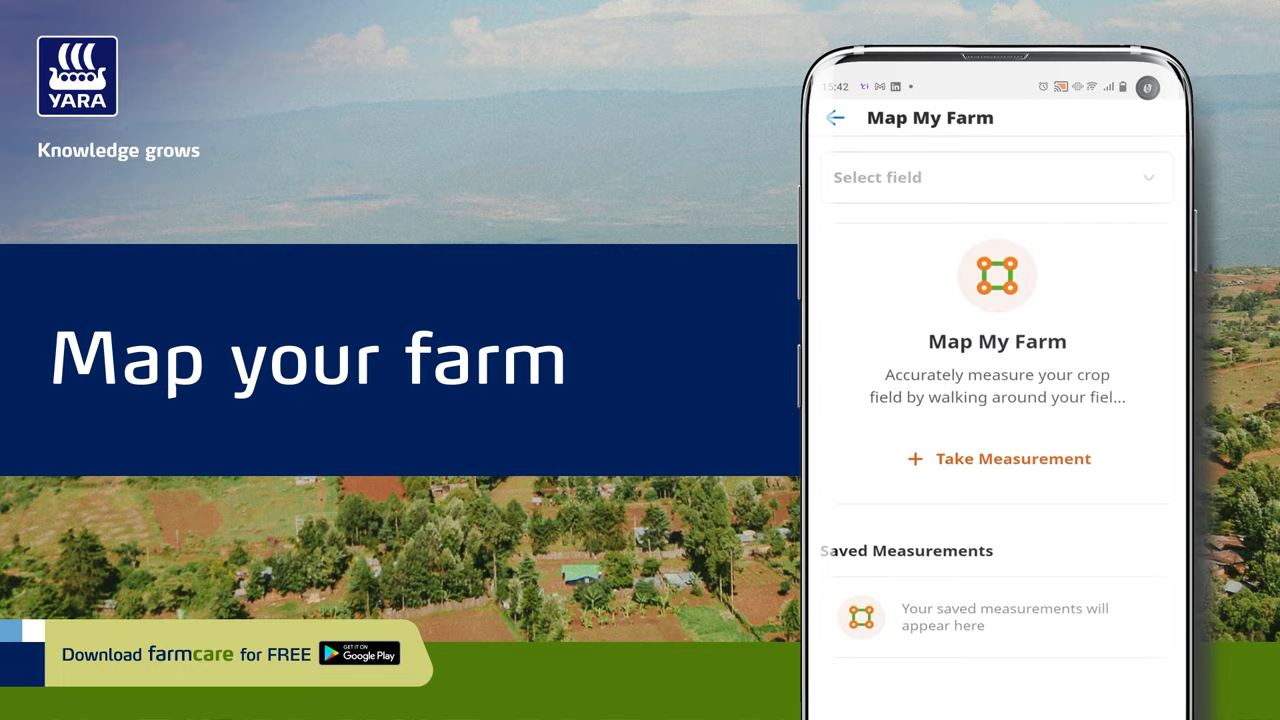 YARA
Knowledge grows
Map your farm
Download farmcare for FREE
GET IT ON
Google Play
15:42
Map My Farm
Select field
Map My Farm
Accurately measure your crop
field by walking around your fiel...
+ Take Measurement
Saved Measurements
Your saved measurements will
appear here